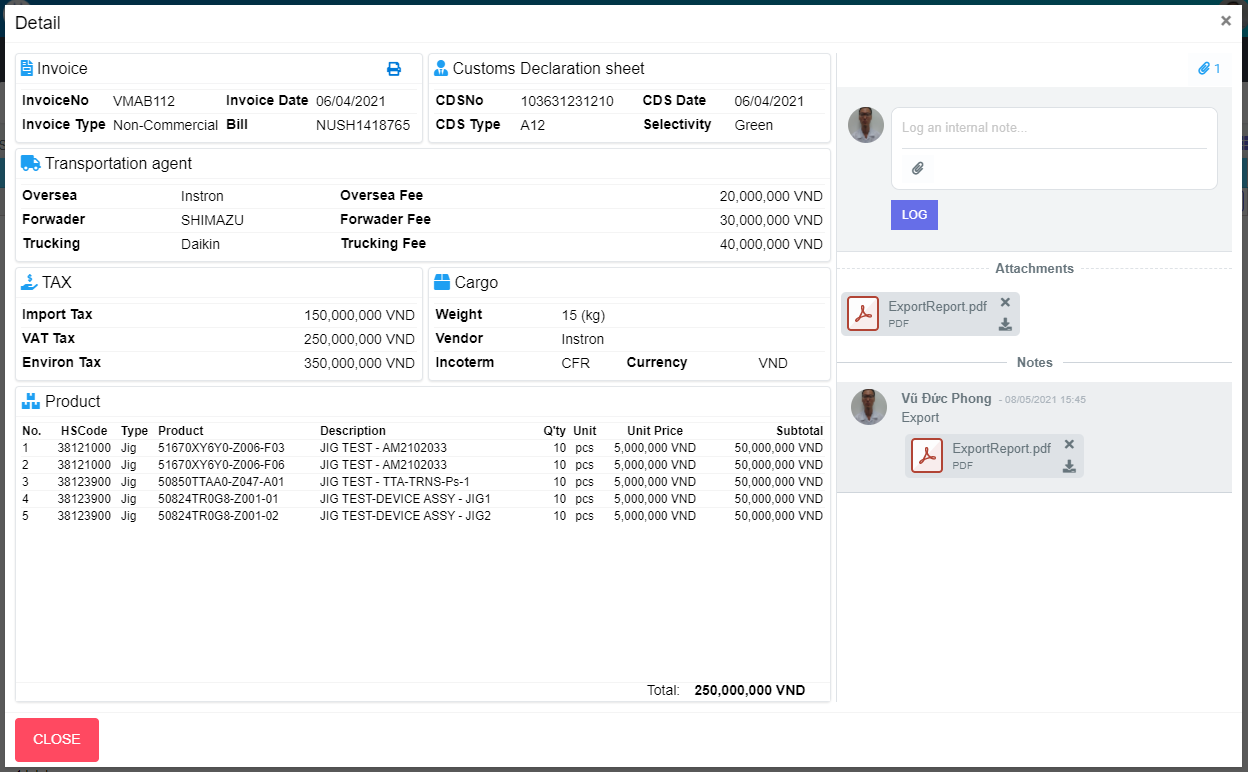 Detail
×
Invoice
InvoiceNo VMAB112 Invoice Date 06/04/2021
Invoice Type Non-Commercial Bill NUSH1418765
Customs Declaration sheet
CDSNo 103631231210 CDS Date 06/04/2021
CDS Type A12 Selectivity Green
Transportation agent
Oversea Instron Oversea Fee 20,000,000 VND
Forwader SHIMAZU Forwader Fee 30,000,000 VND
Trucking Daikin Trucking Fee 40,000,000 VND
TAX
Import Tax 150,000,000 VND
VAT Tax 250,000,000 VND
Environ Tax 350,000,000 VND
Cargo
Weight 15 (kg)
Vendor Instron
Incoterm CFR Currency VND
Product
No. HSCode Type Product Description Q'ty Unit Unit Price Subtotal
1 38121000 Jig 51670XY6Y0-Z006-F03 JIG TEST - AM2102033 10 pcs 5,000,000 VND 50,000,000 VND
2 38121000 Jig 51670XY6Y0-Z006-F06 JIG TEST - AM2102033 10 pcs 5,000,000 VND 50,000,000 VND
3 38123900 Jig 50850TTAA0-Z047-A01 JIG TEST - TTA-TRNS-Ps-1 10 pcs 5,000,000 VND 50,000,000 VND
4 38123900 Jig 50824TR0G8-Z001-01 JIG TEST-DEVICE ASSY - JIG1 10 pcs 5,000,000 VND 50,000,000 VND
5 38123900 Jig 50824TR0G8-Z001-02 JIG TEST-DEVICE ASSY - JIG2 10 pcs 5,000,000 VND 50,000,000 VND
Total: 250,000,000 VND
CLOSE
1
Log an internal note...
LOG
Attachments
ExportReport.pdf
PDF
Notes
Vũ Đức Phong - 08/05/2021 15:45
Export
ExportReport.pdf
PDF